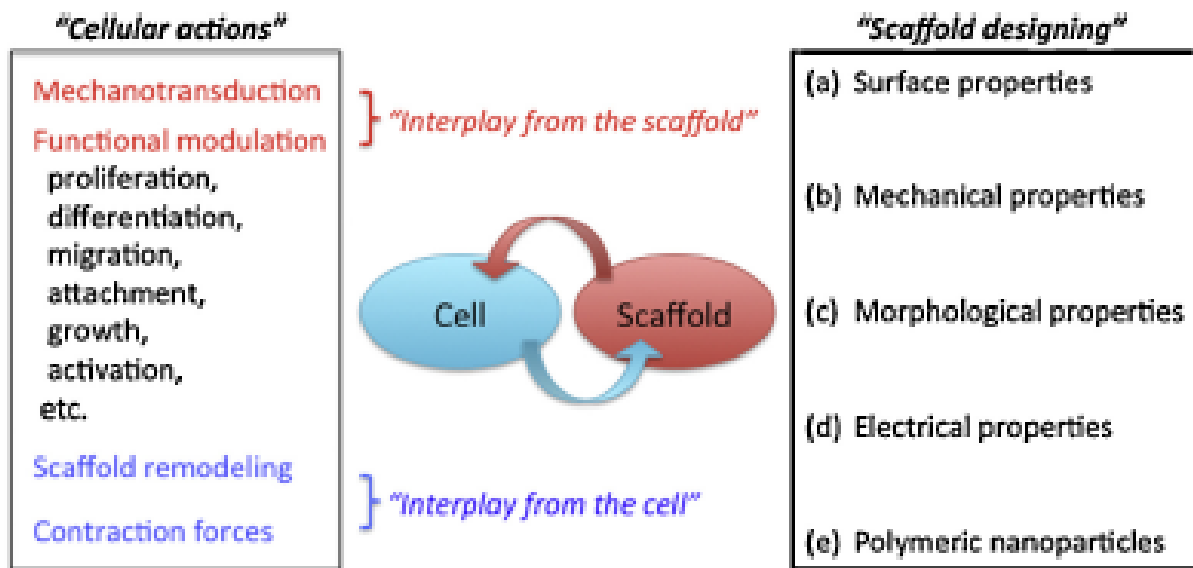 "Cellular actions"
Mechanotransduction
Functional modulation
proliferation,
differentiation,
migration,
attachment,
growth,
activation,
etc.
Scaffold remodeling
Contraction forces
"Interplay from the scaffold"
Cell
Scaffold
"Interplay from the cell"
"Scaffold designing"
(a) Surface properties
(b) Mechanical properties
(c) Morphological properties
(d) Electrical properties
(e) Polymeric nanoparticles